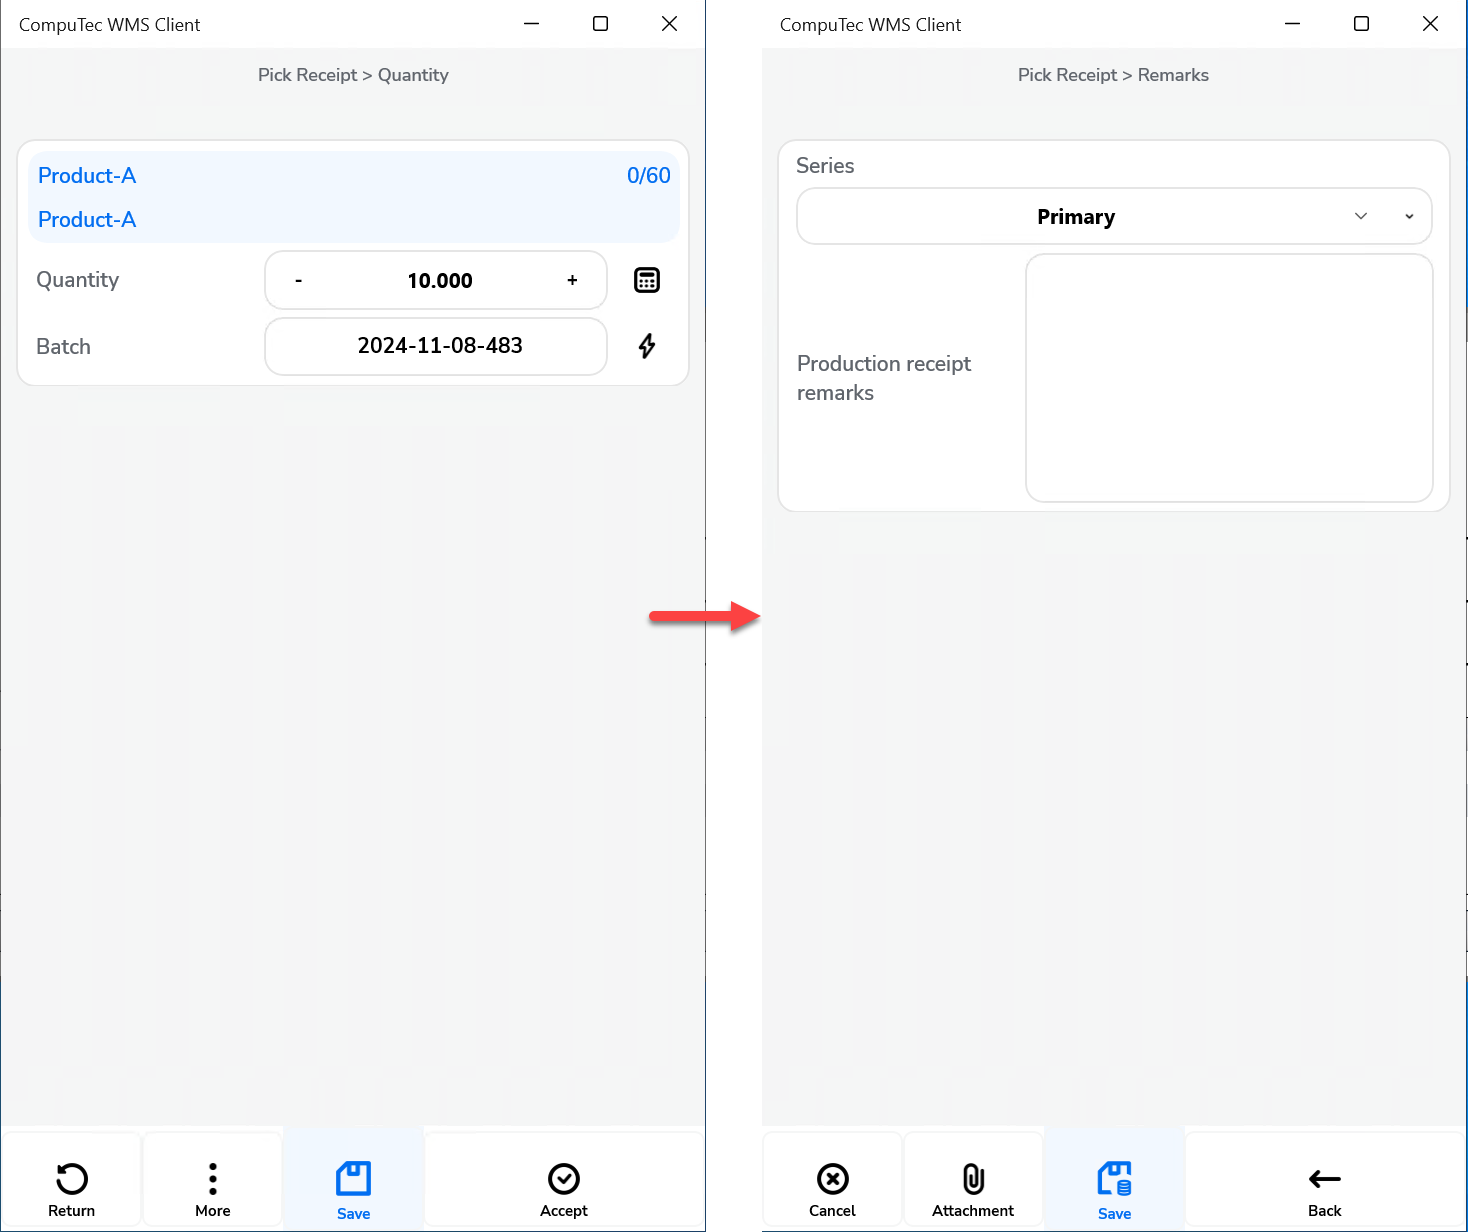 CompuTec WMS Client
Pick Receipt > Quantity
Product-A 0/60
Product-A
Quantity - 10.000 +
Batch 2024-11-08-483
Return More Save Accept
CompuTec WMS Client
Pick Receipt > Remarks
Series
Primary
Production receipt
remarks
Cancel Attachment Save Back